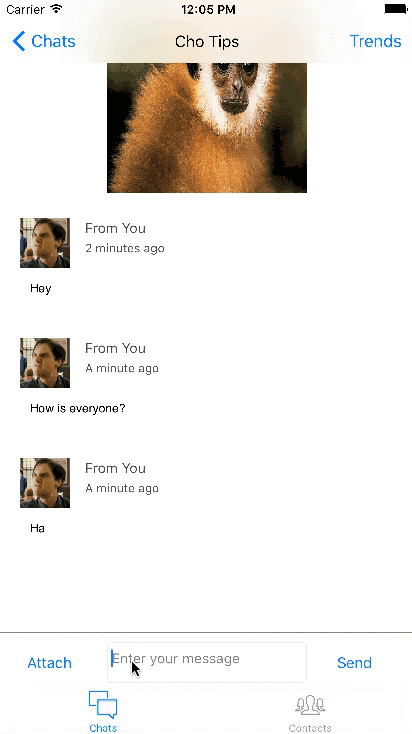 Carrier 12:05 PM
Chats Cho Tips Trends
From You
2 minutes ago
Hey
From You
A minute ago
How is everyone?
From You
A minute ago
Ha
Attach Enter your message Send
Chats Contacts